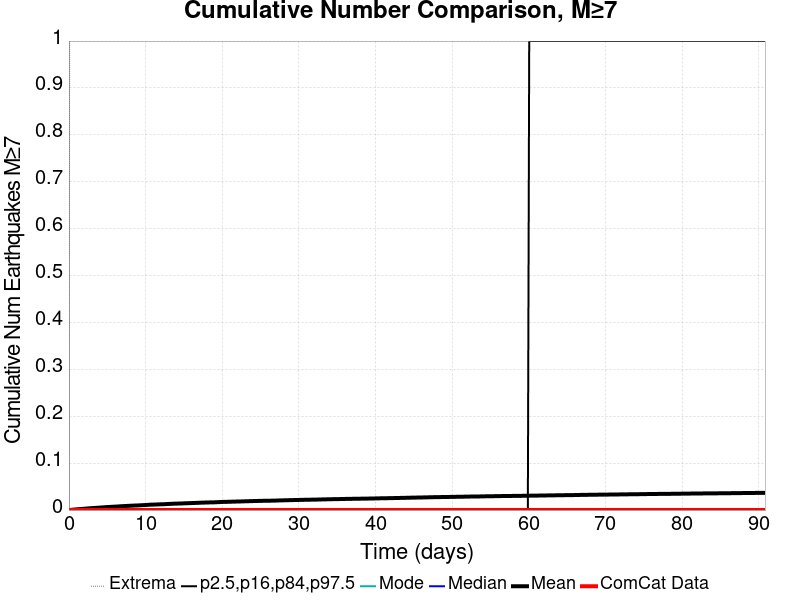 Cumulative Number Comparison, M≥7
Cumulative Num Earthquakes M≥7
1
0.9
0.8
0.7
0.6
0.5
0.4
0.3
0.2
0.1
0
0 10 20 30 40 50 60 70 80 90
Time (days)
Extrema p2.5,p16,p84,p97.5 Mode Median Mean ComCat Data